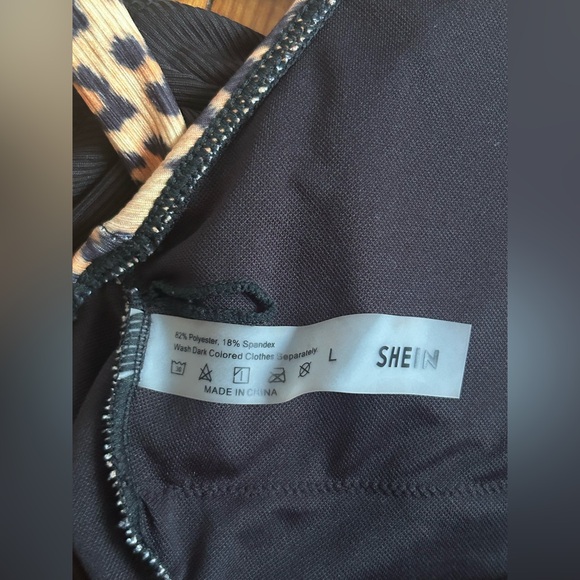 82% Polyester, 18% Spandex
Wash Dark Colored Clothes Separately.
L
SHEIN
MADE IN CHINA